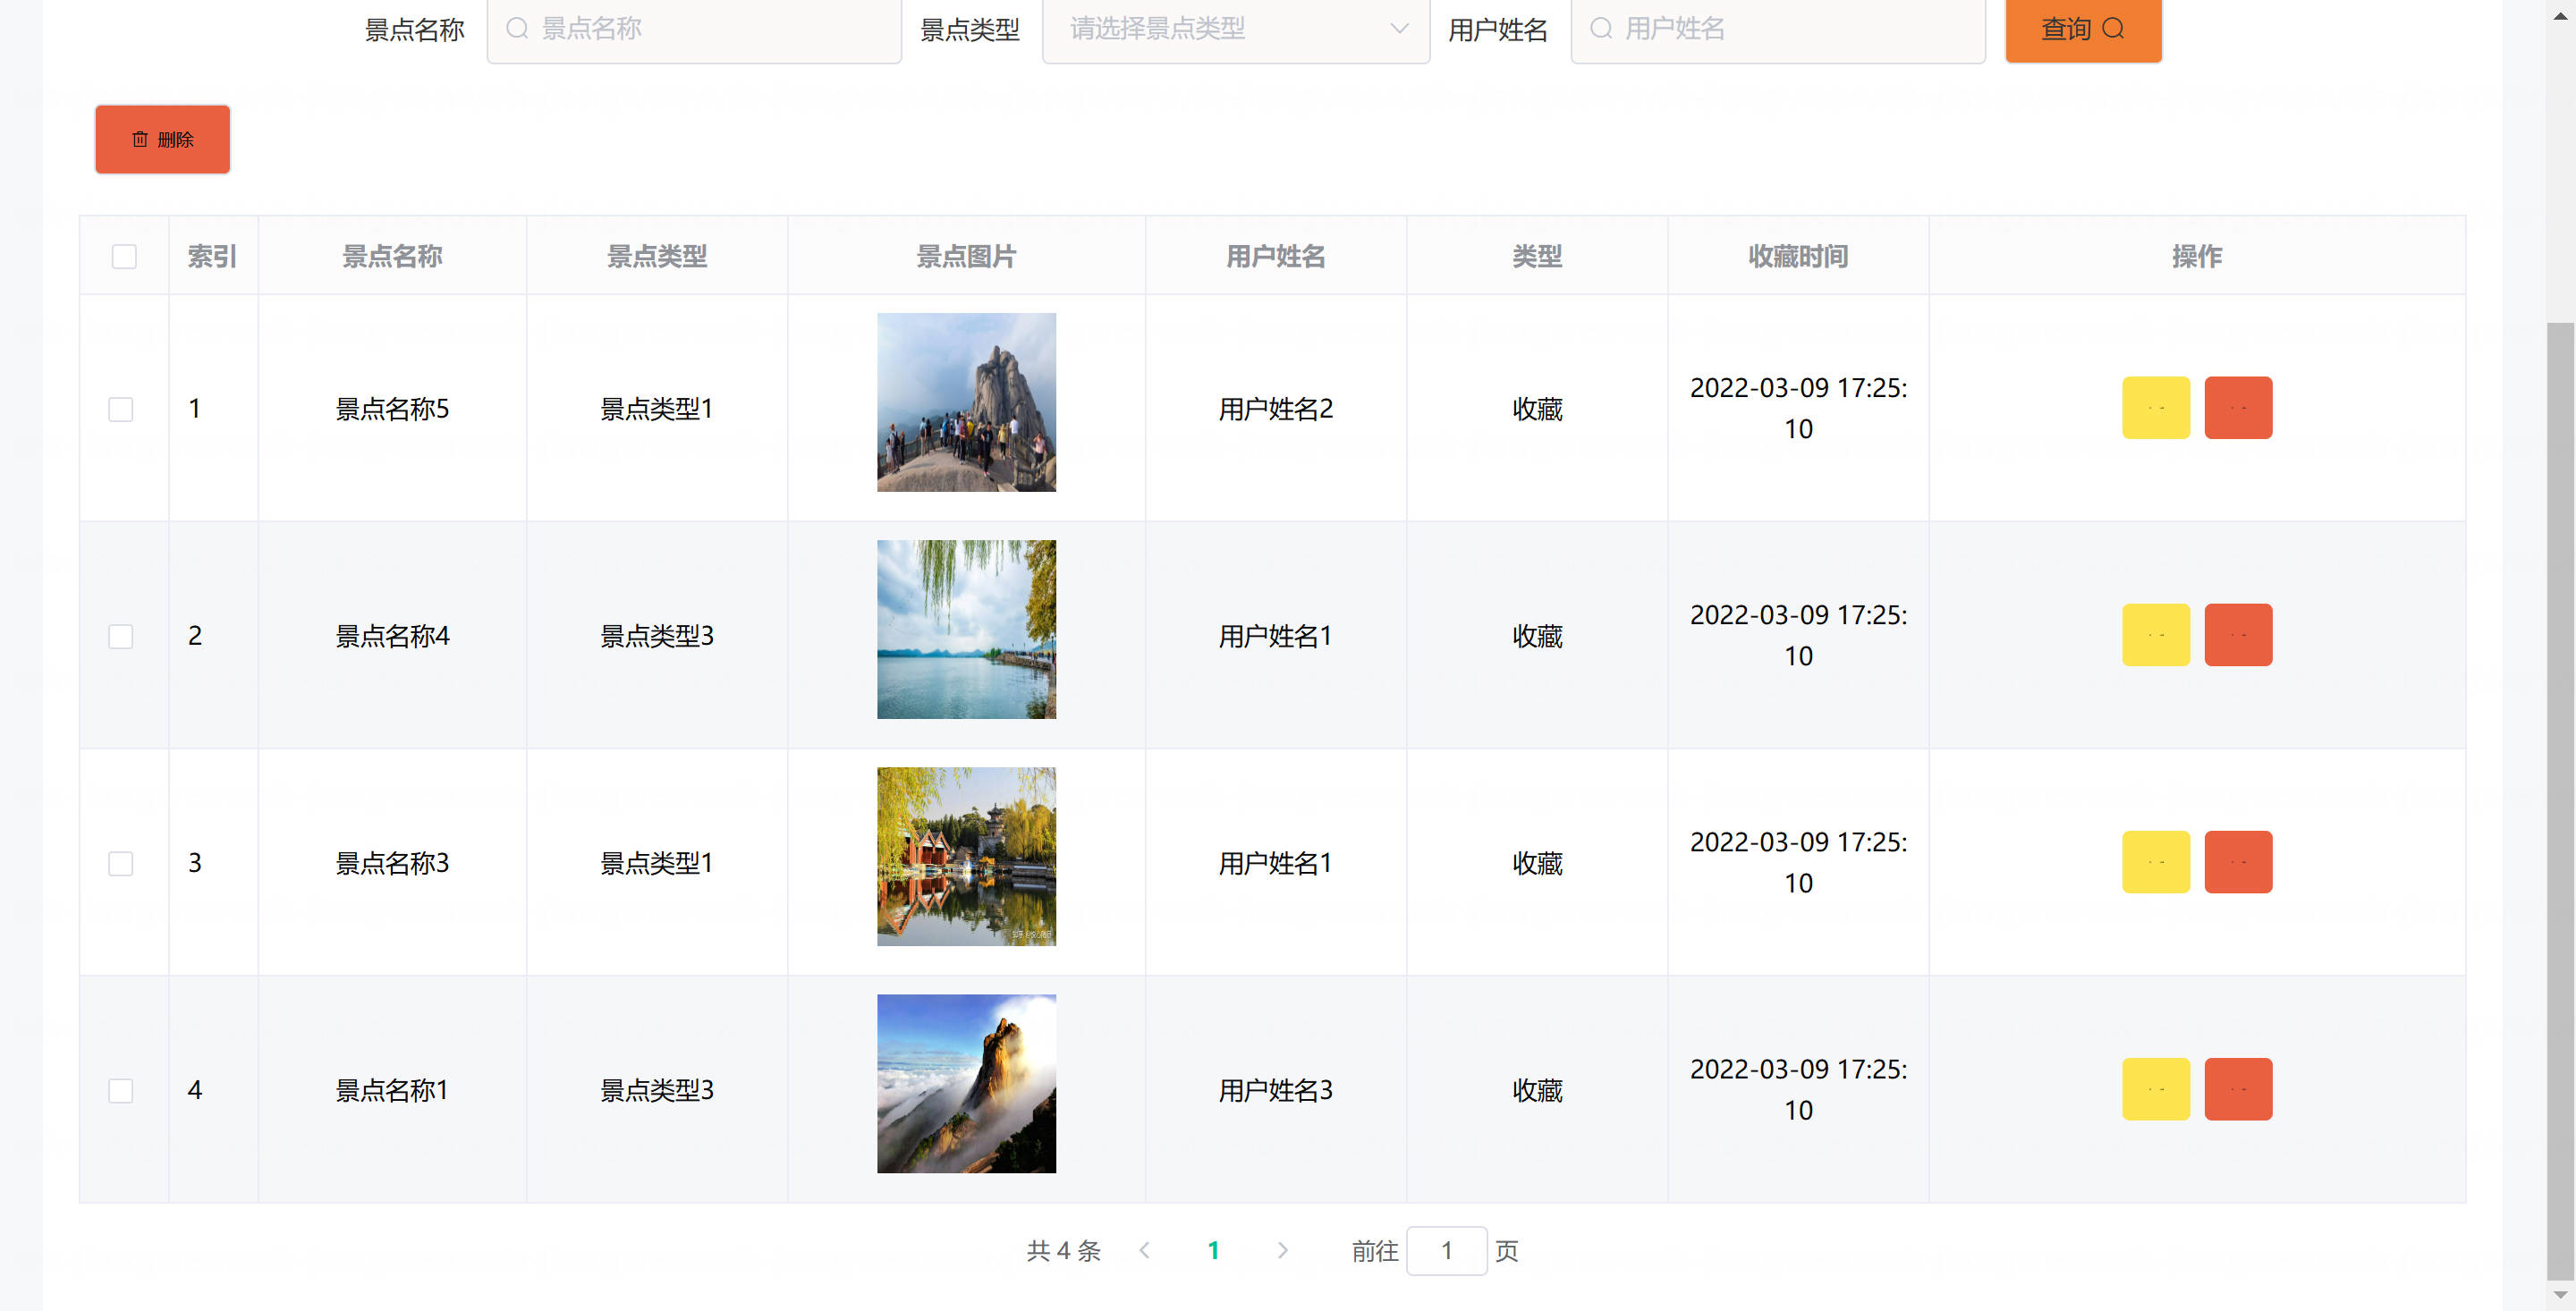 景点名称 景点名称 景点类型 请选择景点类型 用户姓名 用户姓名 查询
删除
索引 景点名称 景点类型 景点图片 用户姓名 类型 收藏时间 操作
1 景点名称5 景点类型1 用户姓名2 收藏 2022-03-09 17:25:
10
2 景点名称4 景点类型3 用户姓名1 收藏 2022-03-09 17:25:
10
3 景点名称3 景点类型1 用户姓名1 收藏 2022-03-09 17:25:
10
4 景点名称1 景点类型3 用户姓名3 收藏 2022-03-09 17:25:
10
共 4 条 1 前往 1 页